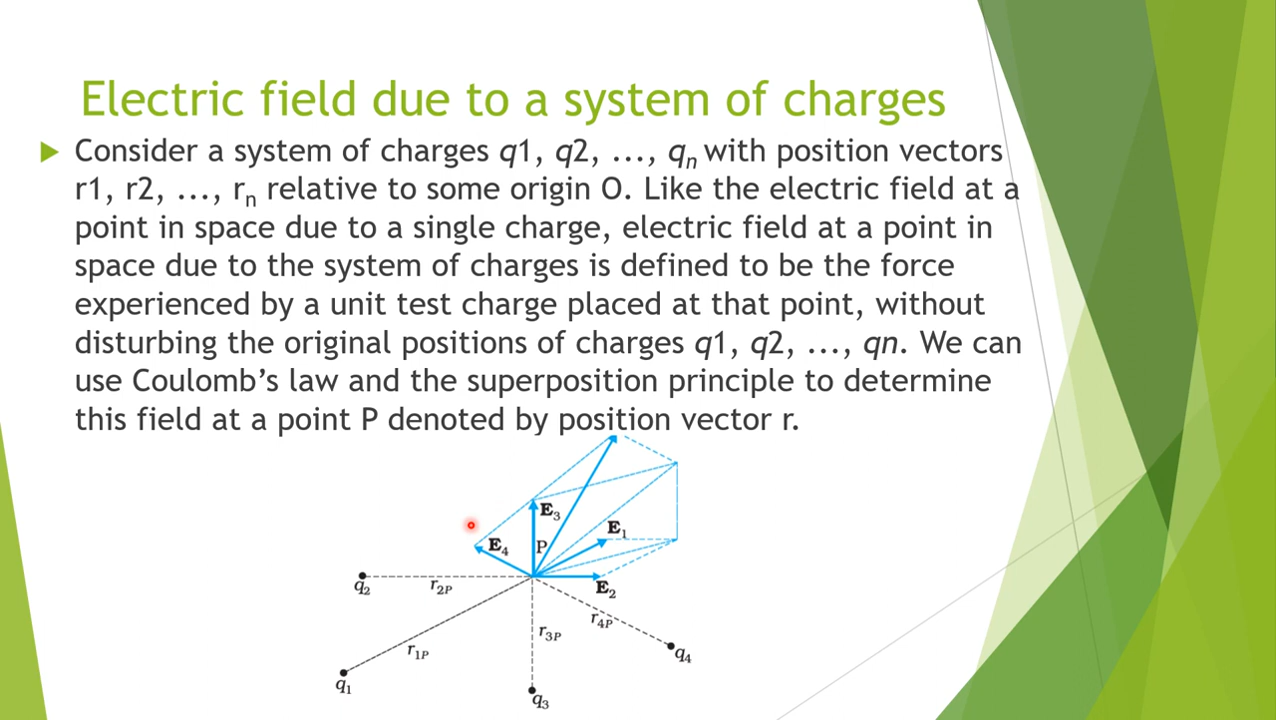 Electric field due to a system of charges
Consider a system of charges q1, q2, ..., qn with position vectors
r1, r2, ..., rn relative to some origin O. Like the electric field at a
point in space due to a single charge, electric field at a point in
space due to the system of charges is defined to be the force
experienced by a unit test charge placed at that point, without
disturbing the original positions of charges q1, q2, ..., qn. We can
use Coulomb’s law and the superposition principle to determine
this field at a point P denoted by position vector r.
E3
E1
E4
P
q2
r2P
E2
r4P
r3P
r1P
q4
q1
q3